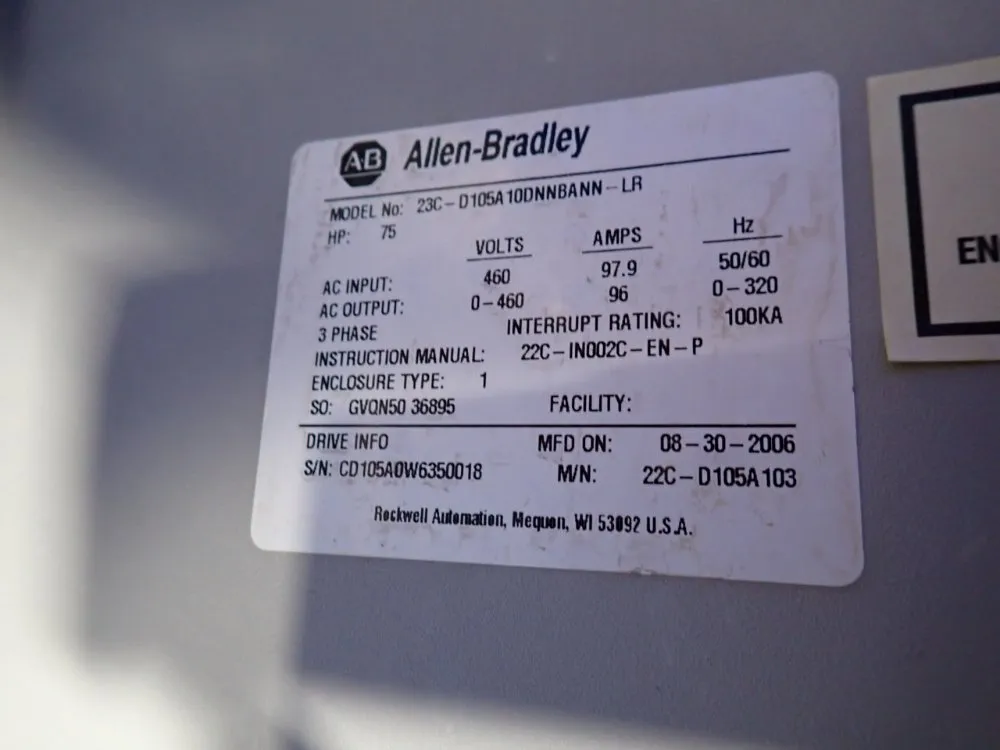 AB Allen-Bradley
MODEL No: 23C-D105A10DNNBANN-LR
HP: 75
VOLTS AMPS Hz
AC INPUT: 460 97.9 50/60
AC OUTPUT: 0-460 96 0-320
3 PHASE INTERRUPT RATING: 100KA
INSTRUCTION MANUAL: 22C-IN002C-EN-P
ENCLOSURE TYPE: 1
SO: GVQN50 36895 FACILITY:
DRIVE INFO MFD ON: 08-30-2006
S/N: CD105A0W6350018 M/N: 22C-D105A103
Rockwell Automation, Mequon, WI 53092 U.S.A.
EN